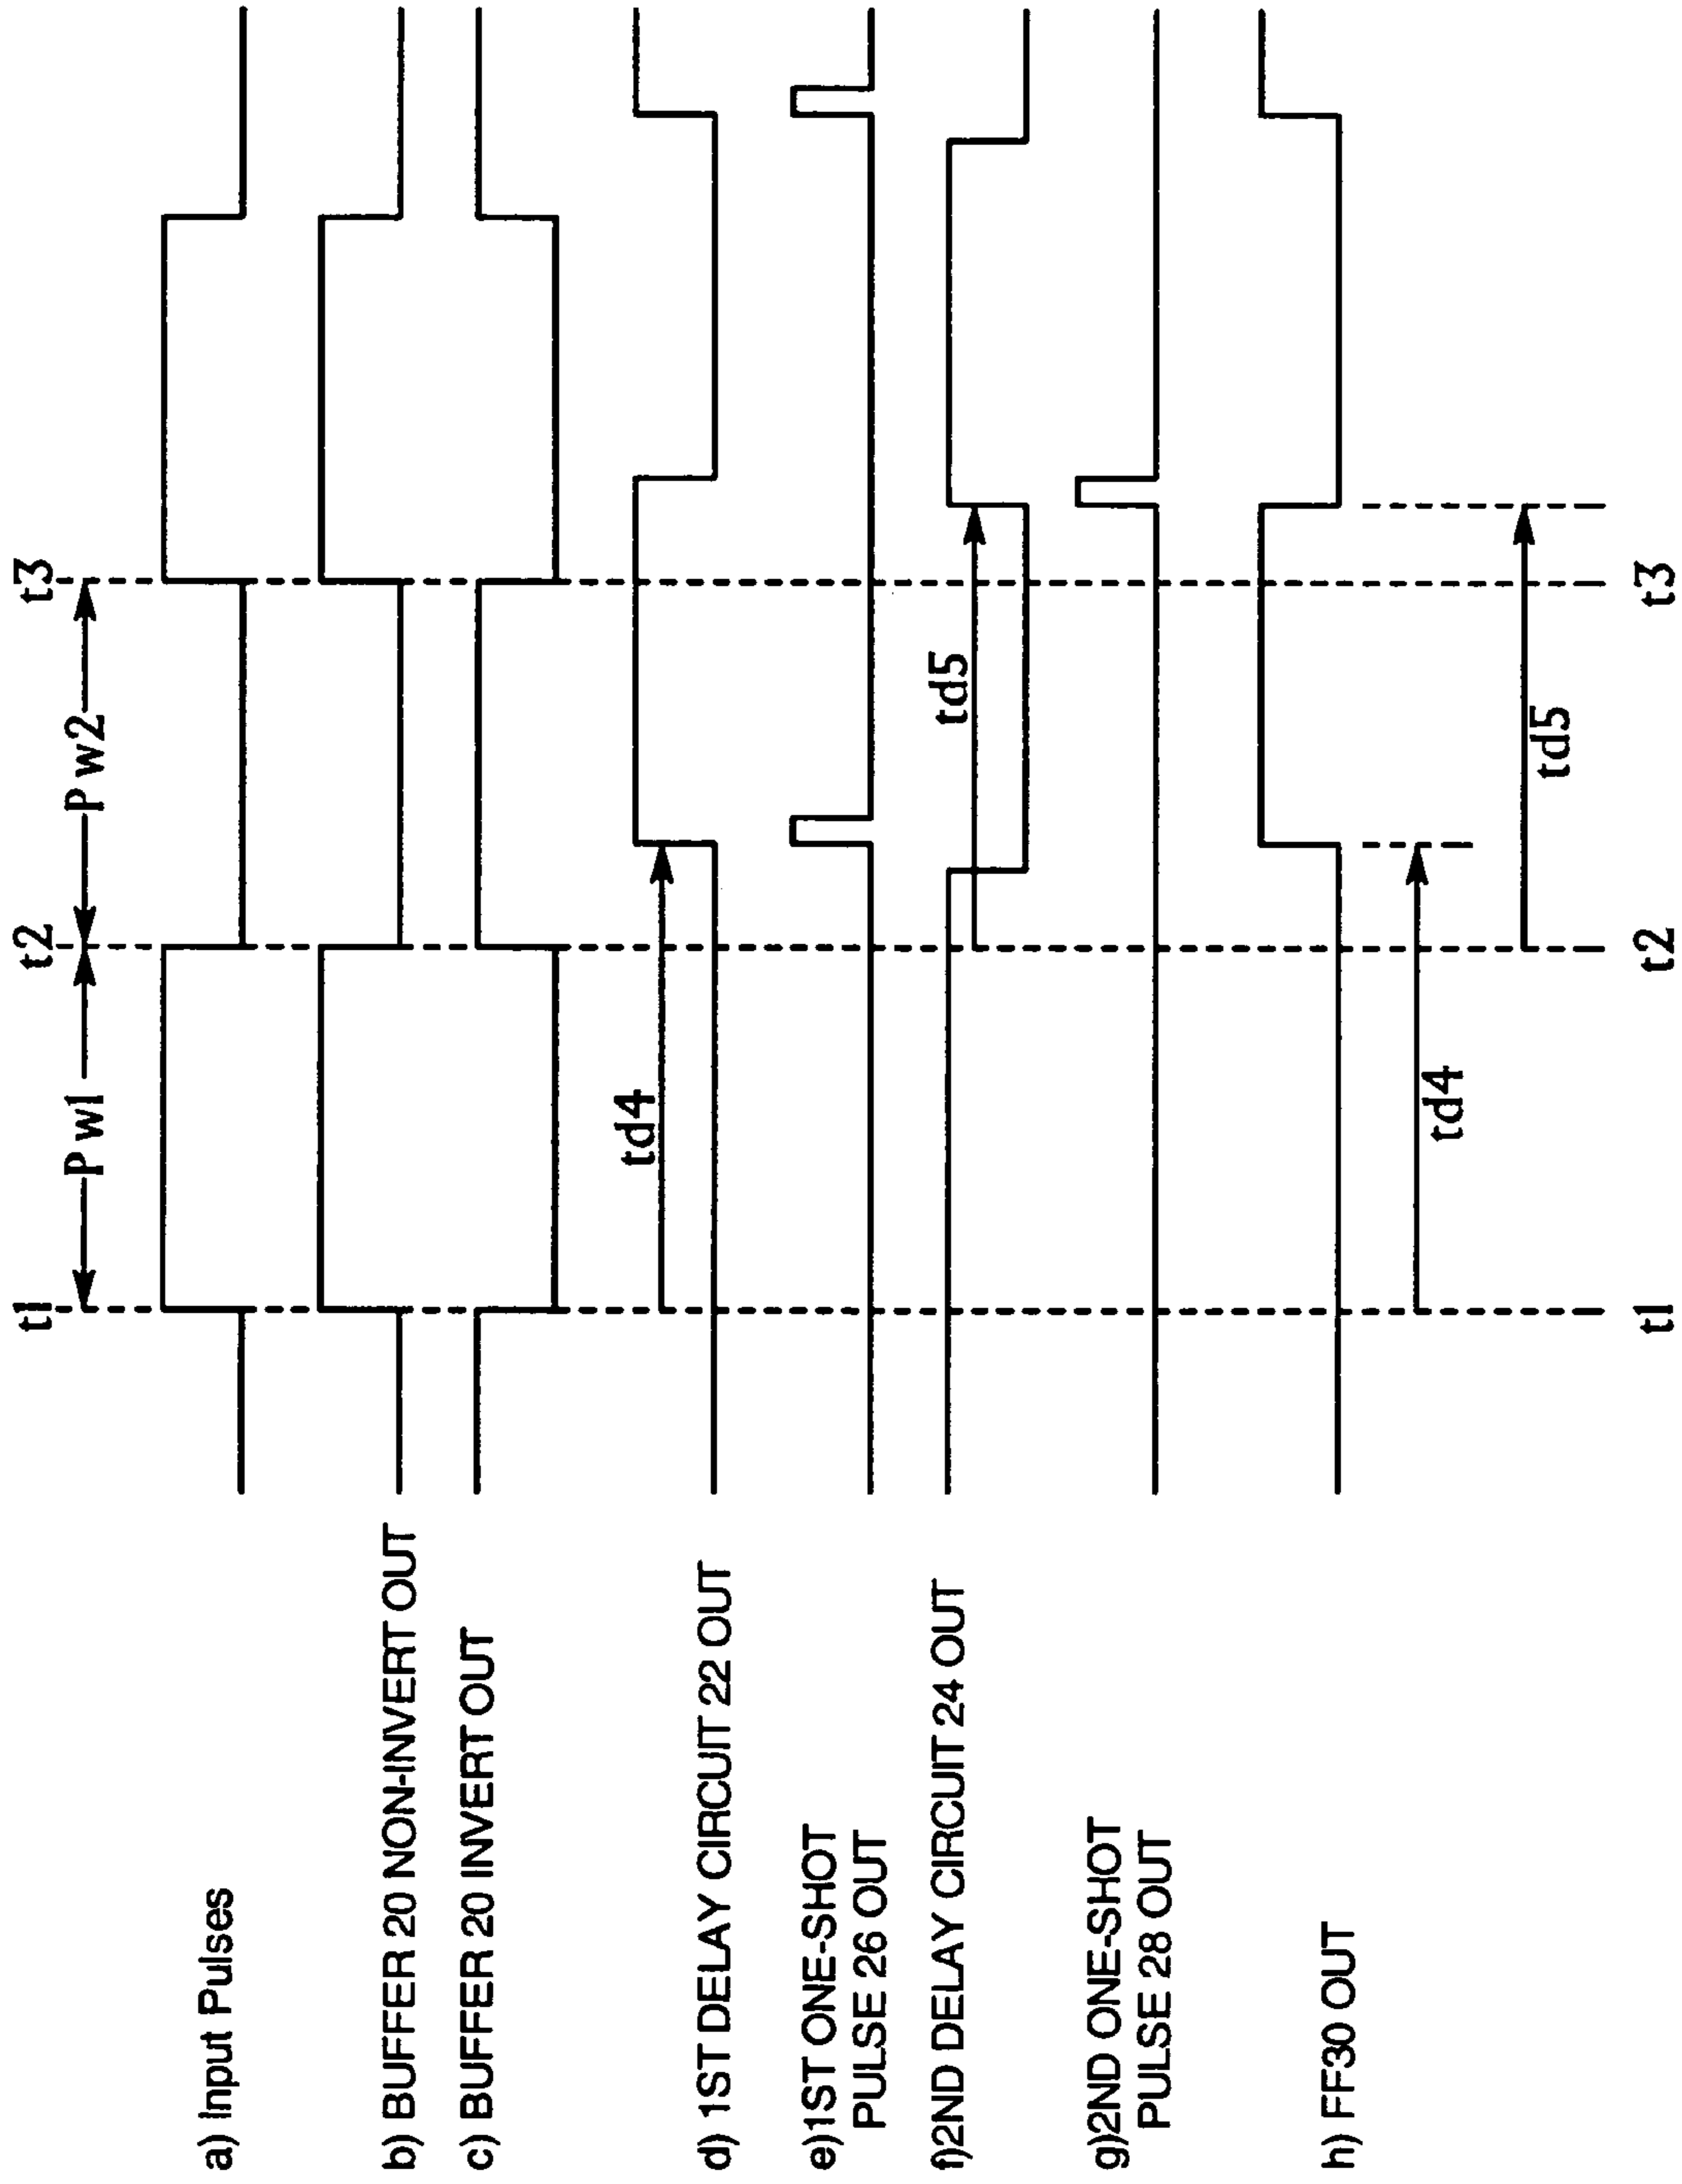 t1 t2 t3
Pw1 Pw2
a) Input Pulses
b) BUFFER 20 NON-INVERT OUT
c) BUFFER 20 INVERT OUT
td4
d) 1ST DELAY CIRCUIT 22 OUT
e)1ST ONE-SHOT
PULSE 26 OUT
td5
f)2ND DELAY CIRCUIT 24 OUT
g)2ND ONE-SHOT
PULSE 28 OUT
h) FF30 OUT
td4
td5
t1 t2 t3